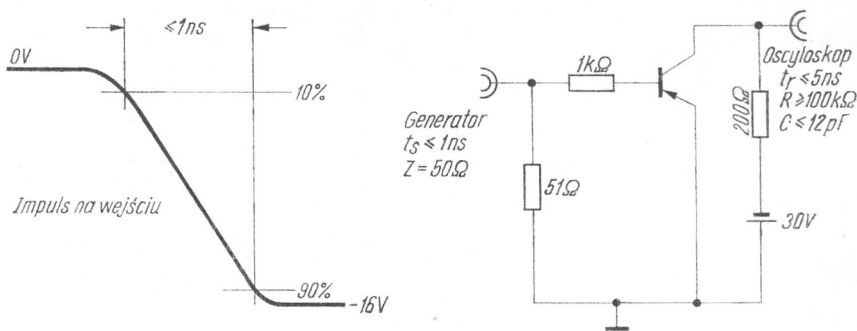 ≤1ns
0V
10%
Impuls na wejściu
90%
-16V
Generator
ts ≤ 1ns
Z = 50Ω
1kΩ
51Ω
Oscyloskop
tr ≤ 5ns
R ≥ 100kΩ
C ≤ 12pF
200Ω
30V